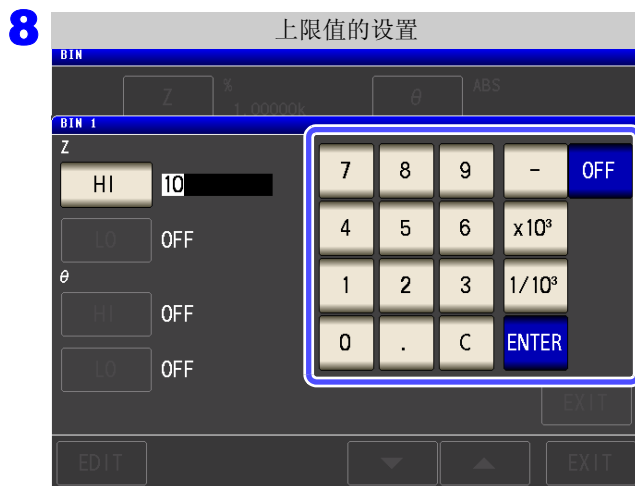 8
上限值的设置
BIN
Z % 1.00000k θ ABS
BIN 1
Z
HI 10
LO OFF
θ
HI OFF
LO OFF
7 8 9 - OFF
4 5 6 x10³
1 2 3 1/10³
0 . C ENTER
EXIT
EDIT EXIT